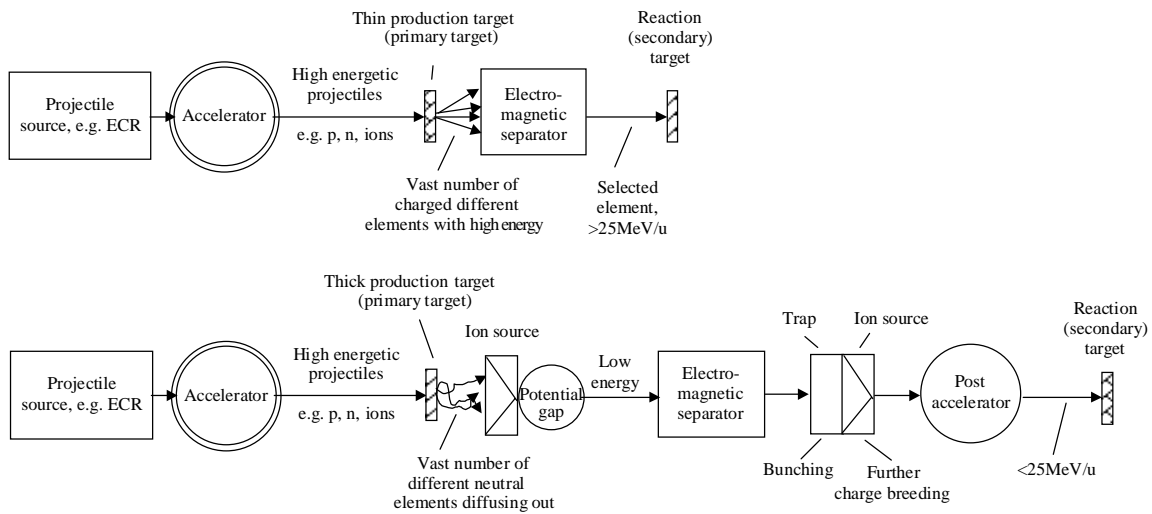 Thin production target
(primary target)
Reaction
(secondary)
target
Projectile
source, e.g. ECR
Accelerator
High energetic
projectiles
e.g. p, n, ions
Electro-
magnetic
separator
Vast number of
charged different
elements with high energy
Selected
element,
>25MeV/u
Thick production target
(primary target)
Ion source
Trap
Ion source
Reaction
(secondary)
target
Projectile
source, e.g. ECR
Accelerator
High energetic
projectiles
e.g. p, n, ions
Potential
gap
Low
energy
Electro-
magnetic
separator
Post
accelerator
Vast number of
different neutral
elements diffusing out
Bunching
Further
charge breeding
<25MeV/u